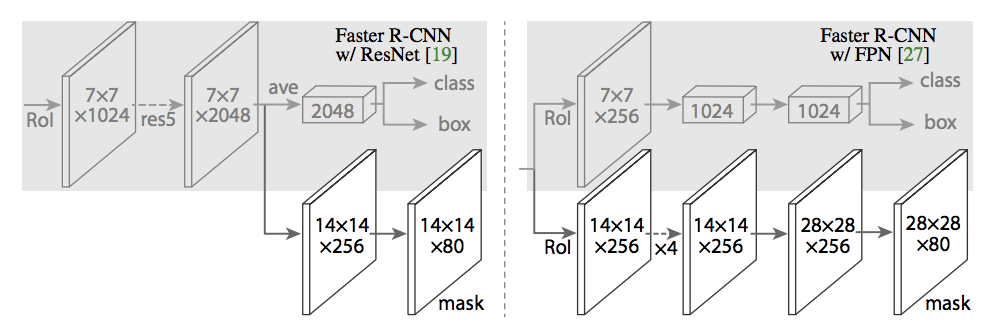 Faster R-CNN
w/ ResNet [19]
RoI
7×7
×1024
res5
7×7
×2048
ave
2048
class
box
14×14
×256
14×14
×80
mask
Faster R-CNN
w/ FPN [27]
RoI
7×7
×256
1024
1024
class
box
RoI
14×14
×256
×4
14×14
×256
28×28
×256
28×28
×80
mask